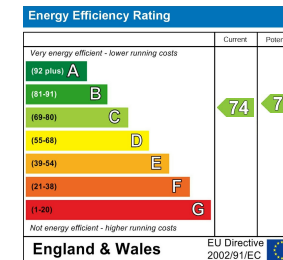 Energy Efficiency Rating
Current
Very energy efficient - lower running costs
(92 plus) A
(81-91) B
(69-80) C
74
(55-68) D
(39-54) E
(21-38) F
(1-20) G
Not energy efficient - higher running costs
England & Wales
EU Directive
2002/91/EC